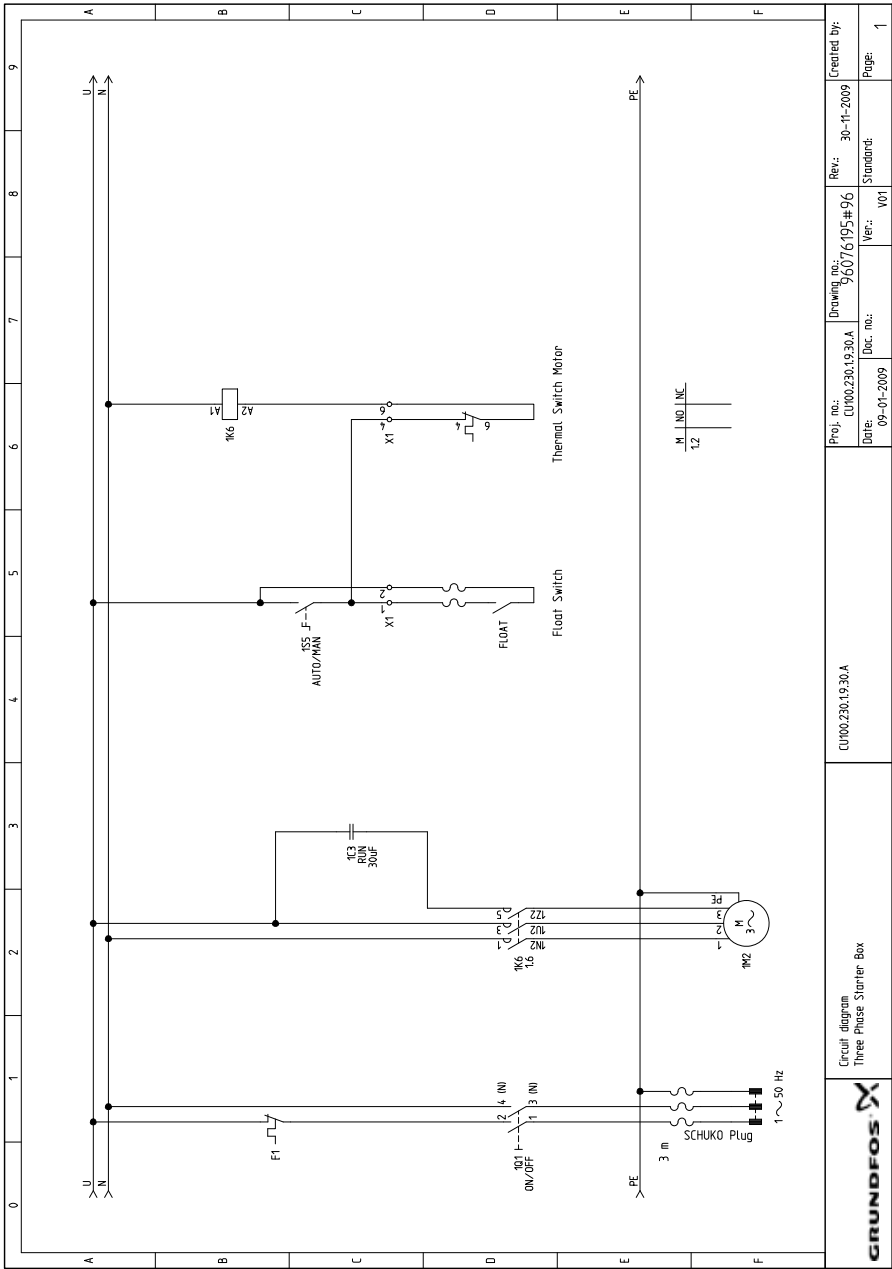 0 1 2 3 4 5 6 7 8 9
A A
B B
C C
D D
E E
F F
U U
N N
PE PE
F1
1Q1
ON/OFF
2 4 (N)
1 3 (N)
3 m
SCHUKO Plug
1 ~ 50 Hz
1K6
1.6
1 3 5
1N2 1U2 1Z2
1 2 3 PE
M
3~
1M2
1C3
RUN
30uF
1S5
AUTO/MAN
X1
1 2
FLOAT
Float Switch
1K6
A1
A2
X1
4 6
4
6
Thermal Switch Motor
M NO NC
1.2
GRUNDFOS
Circuit diagram
Three Phase Starter Box
CU100.230.1.9.30.A
Proj. no.:
CU100.230.1.9.30.A
Drawing no.:
96076195#96
Rev.:
30-11-2009
Created by:
Date:
09-01-2009
Doc. no.:
Ver.:
V01
Standard:
Page:
1